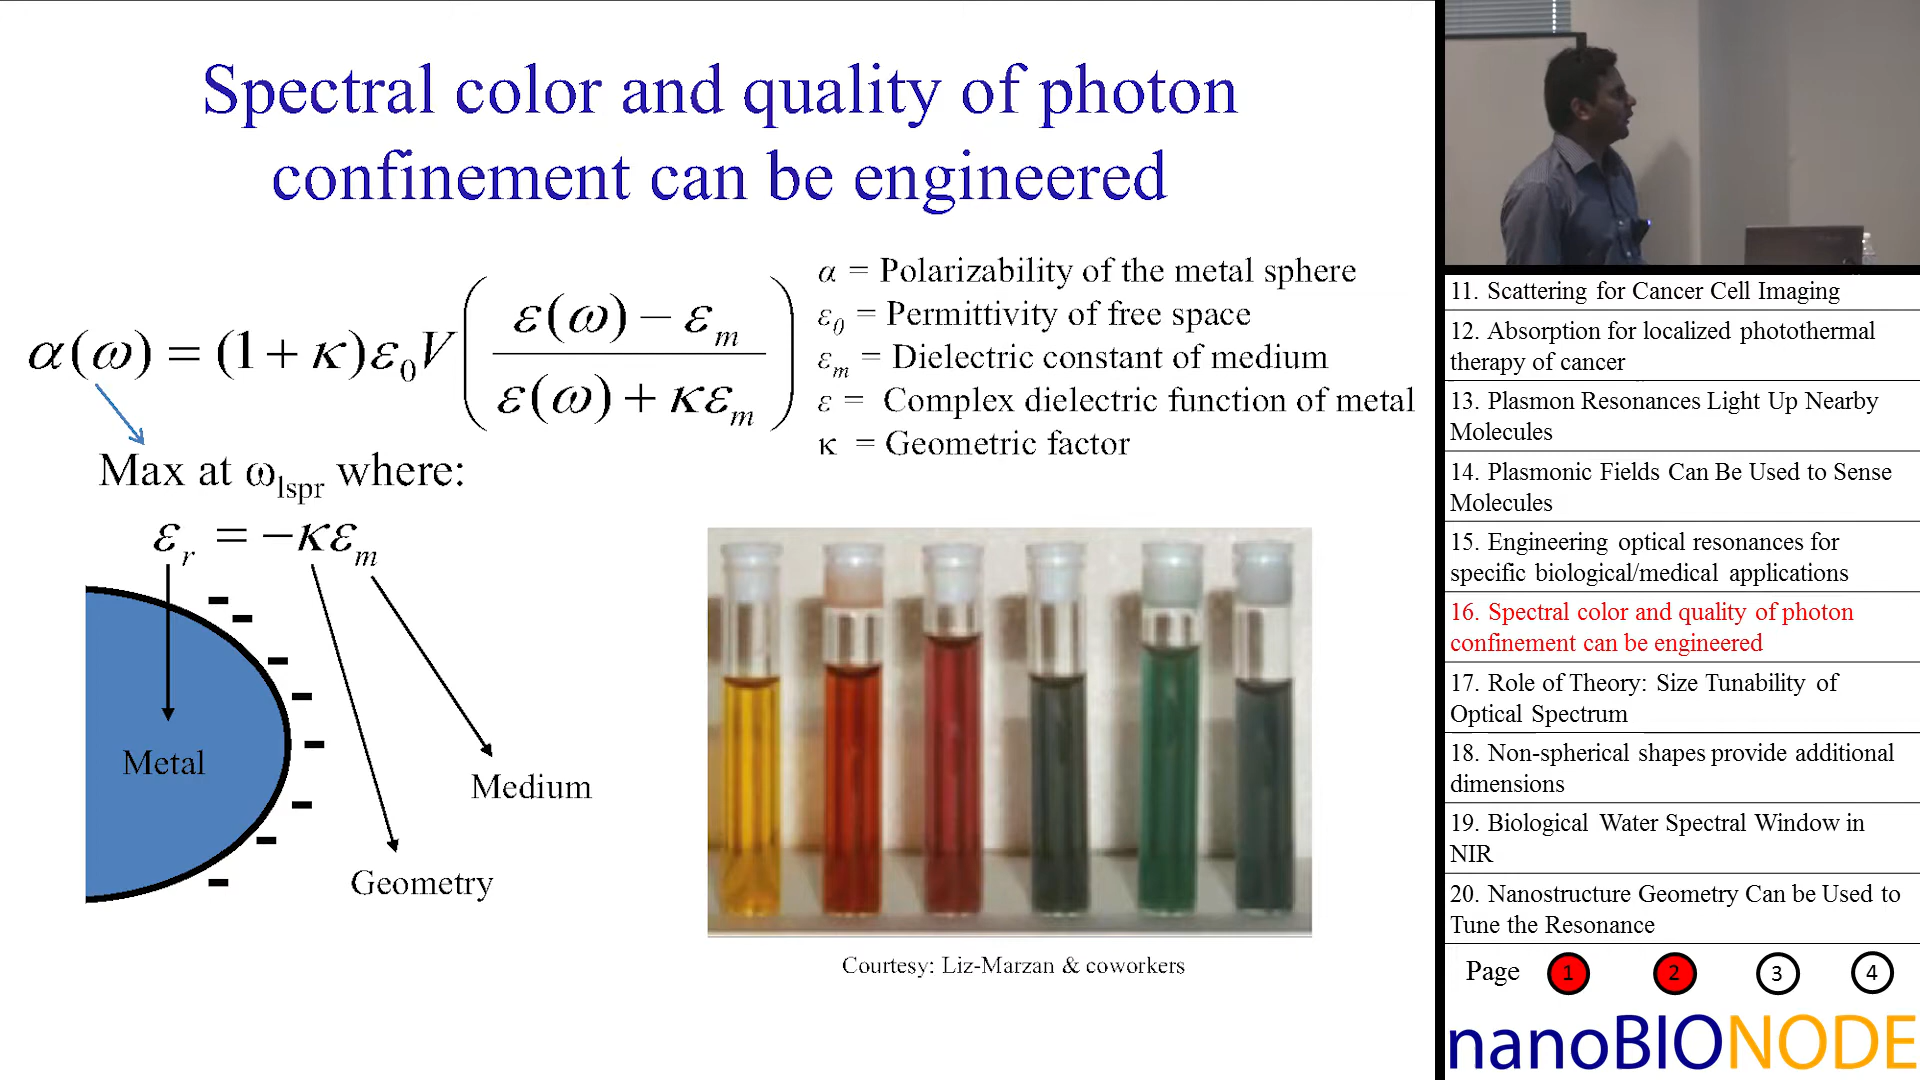 Spectral color and quality of photon
confinement can be engineered
α(ω) = (1 + κ)ε₀V( (ε(ω) − εₘ) / (ε(ω) + κεₘ) )
α = Polarizability of the metal sphere
ε₀ = Permittivity of free space
εₘ = Dielectric constant of medium
ε = Complex dielectric function of metal
κ = Geometric factor
Max at ω_lspr where:
ε_r = −κεₘ
Metal
Medium
Geometry
Courtesy: Liz-Marzan & coworkers
11. Scattering for Cancer Cell Imaging
12. Absorption for localized photothermal
therapy of cancer
13. Plasmon Resonances Light Up Nearby
Molecules
14. Plasmonic Fields Can Be Used to Sense
Molecules
15. Engineering optical resonances for
specific biological/medical applications
16. Spectral color and quality of photon
confinement can be engineered
17. Role of Theory: Size Tunability of
Optical Spectrum
18. Non-spherical shapes provide additional
dimensions
19. Biological Water Spectral Window in
NIR
20. Nanostructure Geometry Can be Used to
Tune the Resonance
Page 1 2 3 4
nanoBIONODE